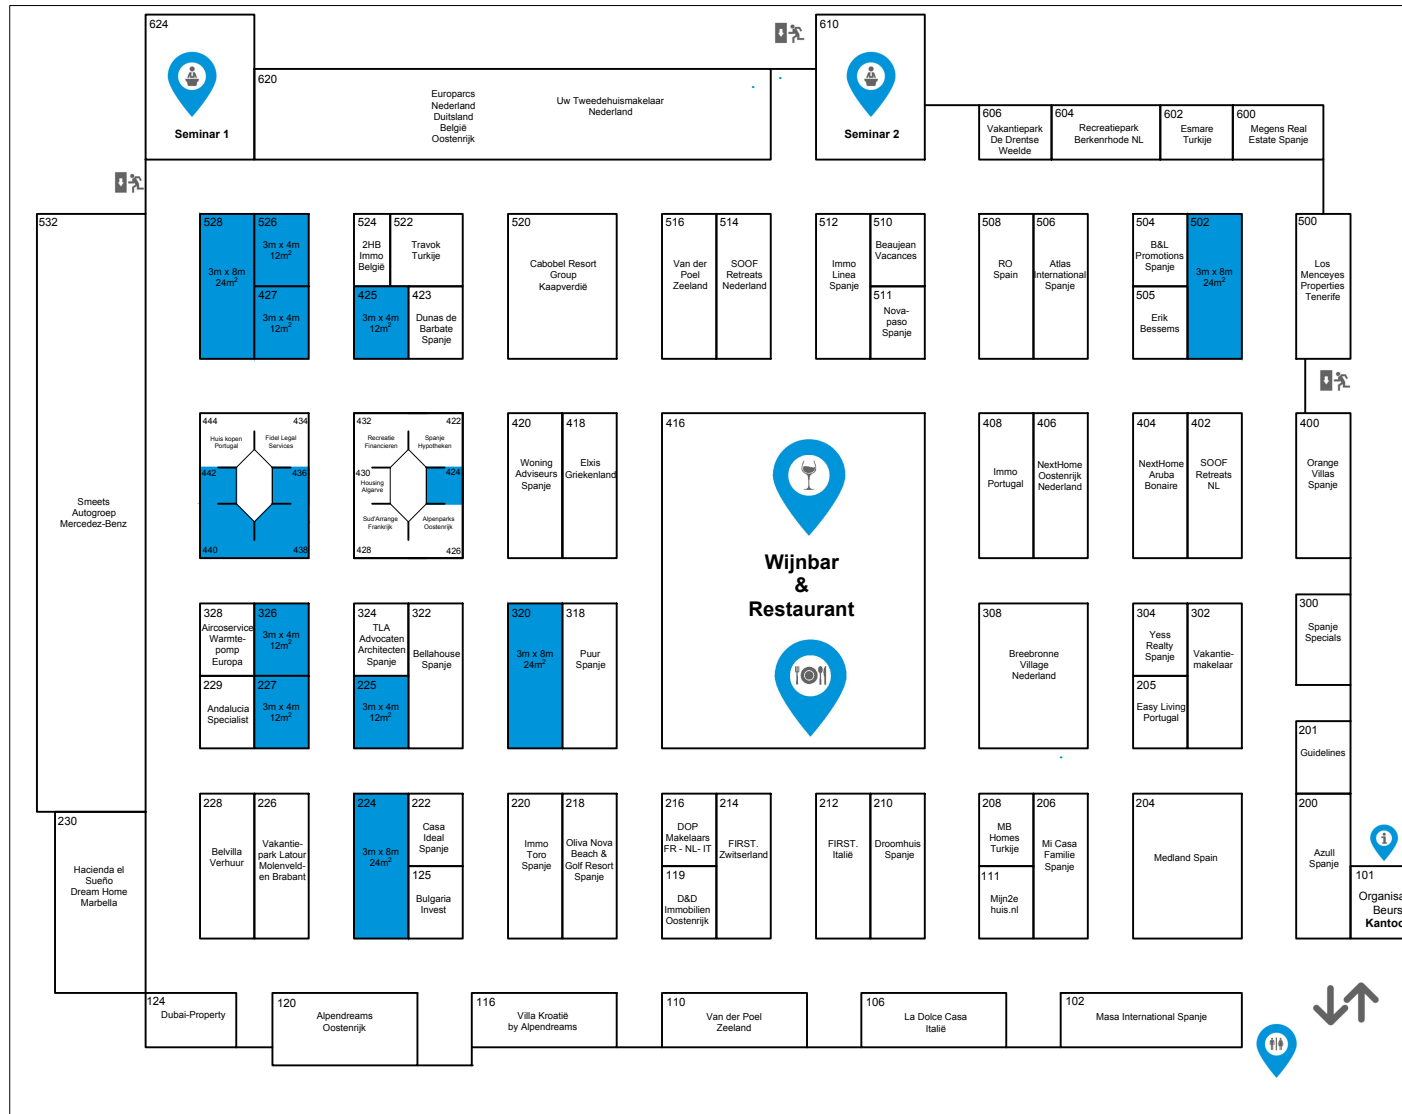 624
Seminar 1
620
Europarcs
Nederland
Duitsland
België
Oostenrijk
Uw Tweedehuismakelaar
Nederland
610
Seminar 2
606
Vakantiepark
De Drentse
Weelde
604
Recreatiepark
Berkenrhode NL
602
Esmare
Turkije
600
Megens Real
Estate Spanje
532
Smeets
Autogroep
Mercedez-Benz
528
3m x 8m
24m²
526
3m x 4m
12m²
427
3m x 4m
12m²
524
2HB
Immo
België
522
Travok
Turkije
425
3m x 4m
12m²
423
Dunas de
Barbate
Spanje
520
Cabobel Resort
Group
Kaapverdië
516
Van der
Poel
Zeeland
514
SOOF
Retreats
Nederland
512
Immo
Linea
Spanje
510
Beaujean
Vacances
511
Nova-
paso
Spanje
508
RO
Spain
506
Atlas
International
Spanje
504
B&L
Promotions
Spanje
505
Erik
Bessems
502
3m x 8m
24m²
500
Los
Menceyes
Properties
Tenerife
444
Huis kopen
Portugal
434
Fidel Legal
Services
442
436
440
438
432
Recreatie
Financieren
422
Spanje
Hypotheken
430
Housing
Algarve
424
Sud'Arrange
Frankrijk
428
Alpenparks
Oostenrijk
426
420
Woning
Adviseurs
Spanje
418
Elxis
Griekenland
416
Wijnbar
&
Restaurant
408
Immo
Portugal
406
NextHome
Oostenrijk
Nederland
404
NextHome
Aruba
Bonaire
402
SOOF
Retreats
NL
400
Orange
Villas
Spanje
328
Aircoservice
Warmte-
pomp
Europa
326
3m x 4m
12m²
229
Andalucia
Specialist
227
3m x 4m
12m²
324
TLA
Advocaten
Architecten
Spanje
322
Bellahouse
Spanje
225
3m x 4m
12m²
320
3m x 8m
24m²
318
Puur
Spanje
308
Breebronne
Village
Nederland
304
Yess
Realty
Spanje
302
Vakantie-
makelaar
205
Easy Living
Portugal
300
Spanje
Specials
201
Guidelines
230
Hacienda el
Sueño
Dream Home
Marbella
228
Belvilla
Verhuur
226
Vakantie-
park Latour
Molenveld-
en Brabant
224
3m x 8m
24m²
222
Casa
Ideal
Spanje
125
Bulgaria
Invest
220
Immo
Toro
Spanje
218
Oliva Nova
Beach &
Golf Resort
Spanje
216
DOP
Makelaars
FR - NL- IT
214
FIRST.
Zwitserland
119
D&D
Immobilien
Oostenrijk
212
FIRST.
Italië
210
Droomhuis
Spanje
208
MB
Homes
Turkije
206
Mi Casa
Familie
Spanje
111
Mijn2e
huis.nl
204
Medland Spain
200
Azull
Spanje
101
Organisa
Beurs
Kantoo
124
Dubai-Property
120
Alpendreams
Oostenrijk
116
Villa Kroatië
by Alpendreams
110
Van der Poel
Zeeland
106
La Dolce Casa
Italië
102
Masa International Spanje